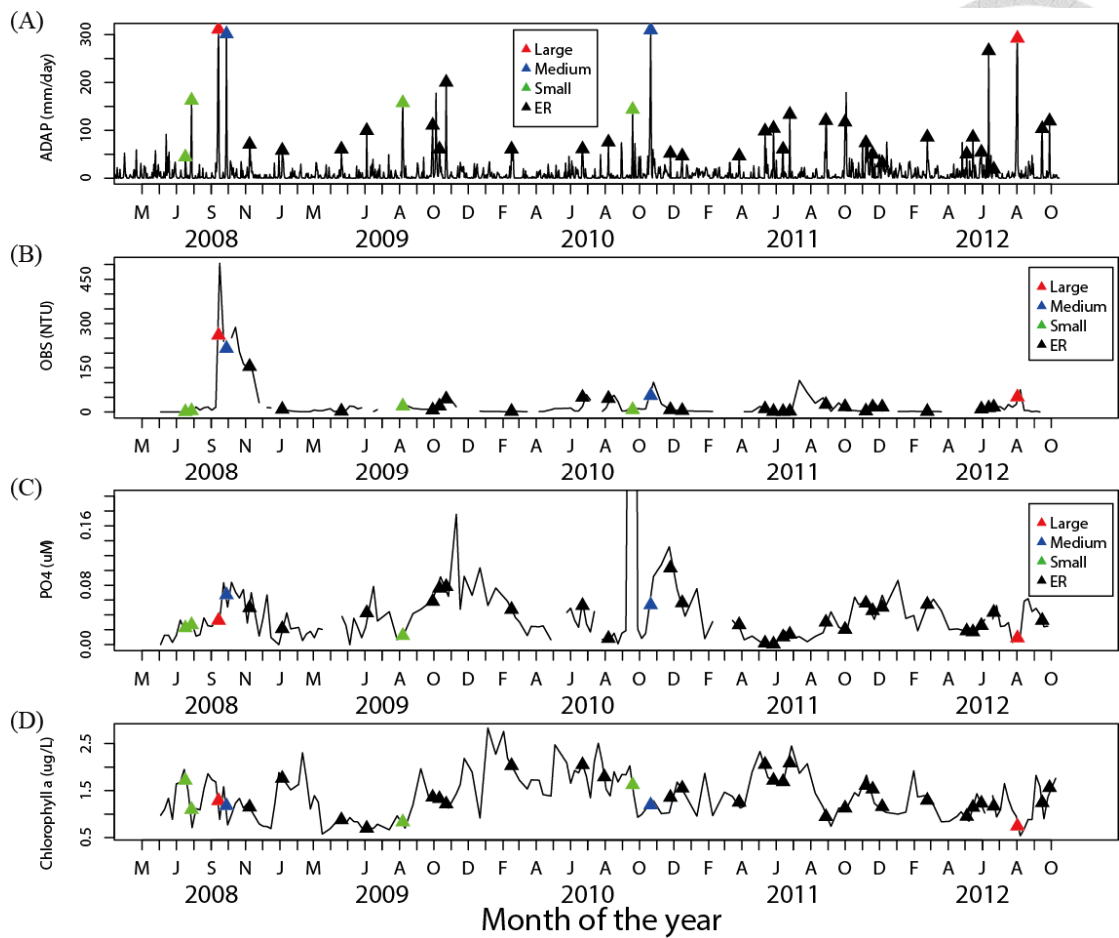 (A)
ADAP (mm/day)
300
200
100
0
Large
Medium
Small
ER
M J S N J M J A O D F A J A O D F A J A O D F A J A O
2008 2009 2010 2011 2012
(B)
OBS (NTU)
450
300
150
0
Large
Medium
Small
ER
M J S N J M J A O D F A J A O D F A J A O D F A J A O
2008 2009 2010 2011 2012
(C)
PO4 (uM)
0.16
0.08
0.00
Large
Medium
Small
ER
M J S N J M J A O D F A J A O D F A J A O D F A J A O
2008 2009 2010 2011 2012
(D)
Chlorophyll a (ug/L)
2.5
1.5
0.5
M J S N J M J A O D F A J A O D F A J A O D F A J A O
2008 2009 2010 2011 2012
Month of the year